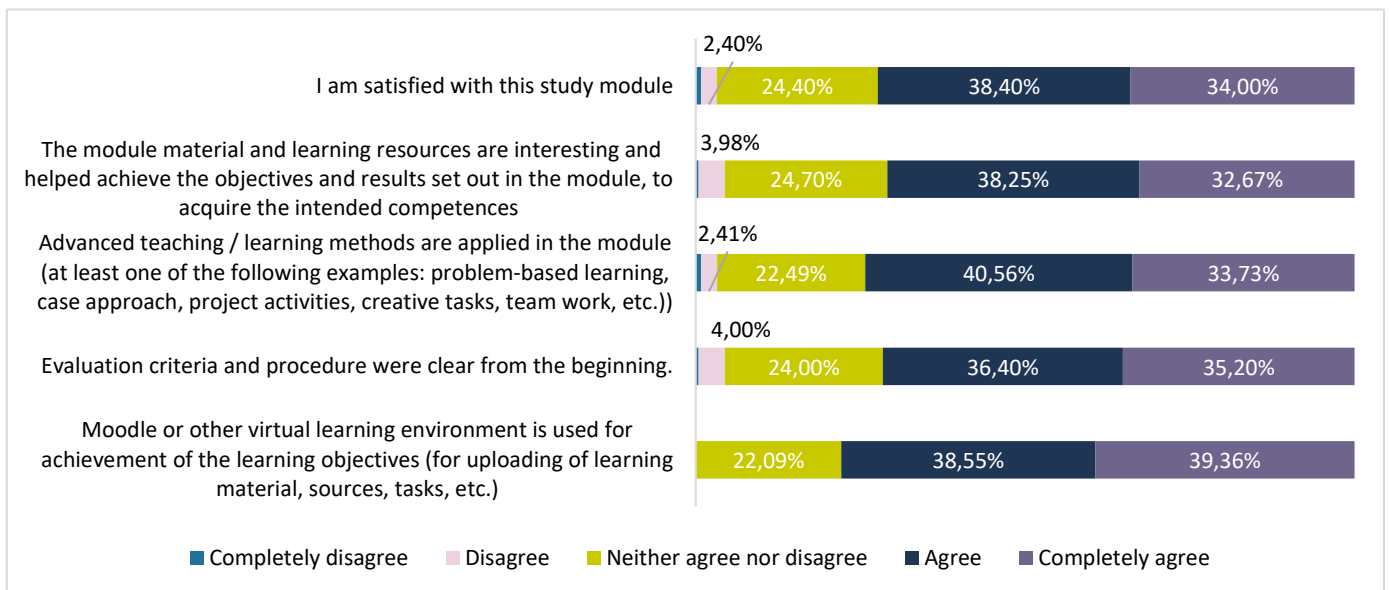 2,40%
I am satisfied with this study module
24,40%
38,40%
34,00%
3,98%
The module material and learning resources are interesting and
helped achieve the objectives and results set out in the module, to
acquire the intended competences
24,70%
38,25%
32,67%
2,41%
Advanced teaching / learning methods are applied in the module
(at least one of the following examples: problem-based learning,
case approach, project activities, creative tasks, team work, etc.))
22,49%
40,56%
33,73%
4,00%
Evaluation criteria and procedure were clear from the beginning.
24,00%
36,40%
35,20%
Moodle or other virtual learning environment is used for
achievement of the learning objectives (for uploading of learning
material, sources, tasks, etc.)
22,09%
38,55%
39,36%
Completely disagree
Disagree
Neither agree nor disagree
Agree
Completely agree